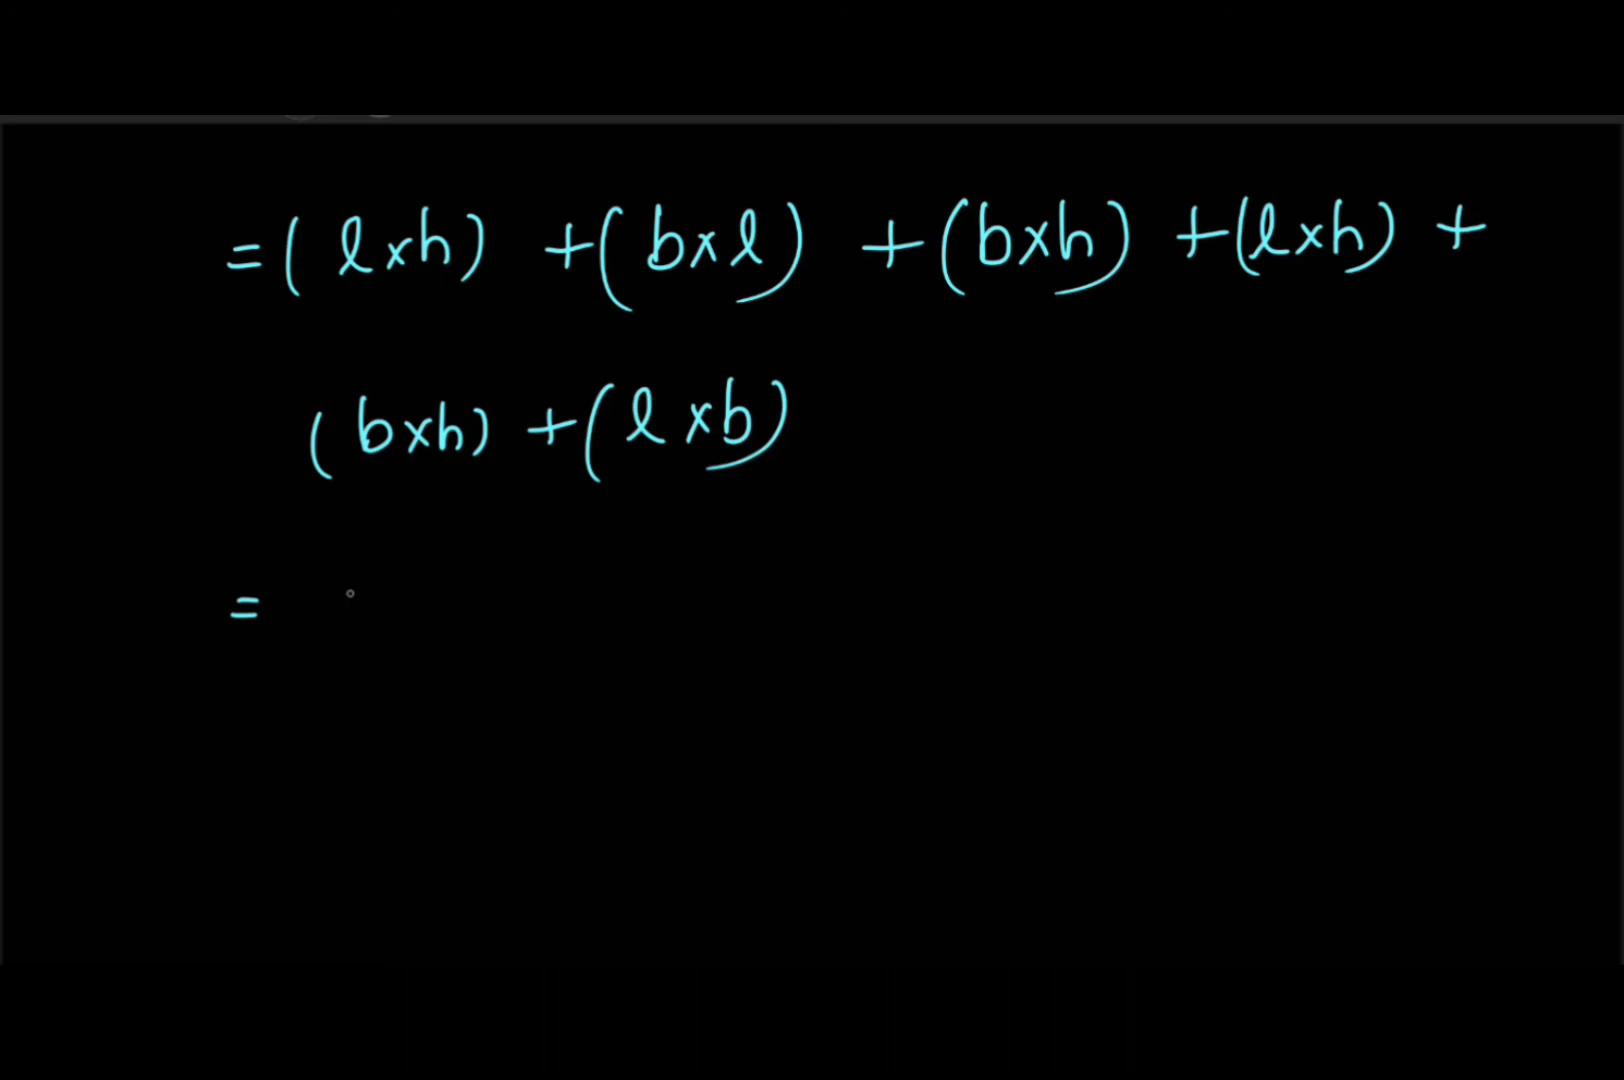 =(l×h) +(b×l) +(b×h) +(l×h) +
(b×h) +(l×b)
=